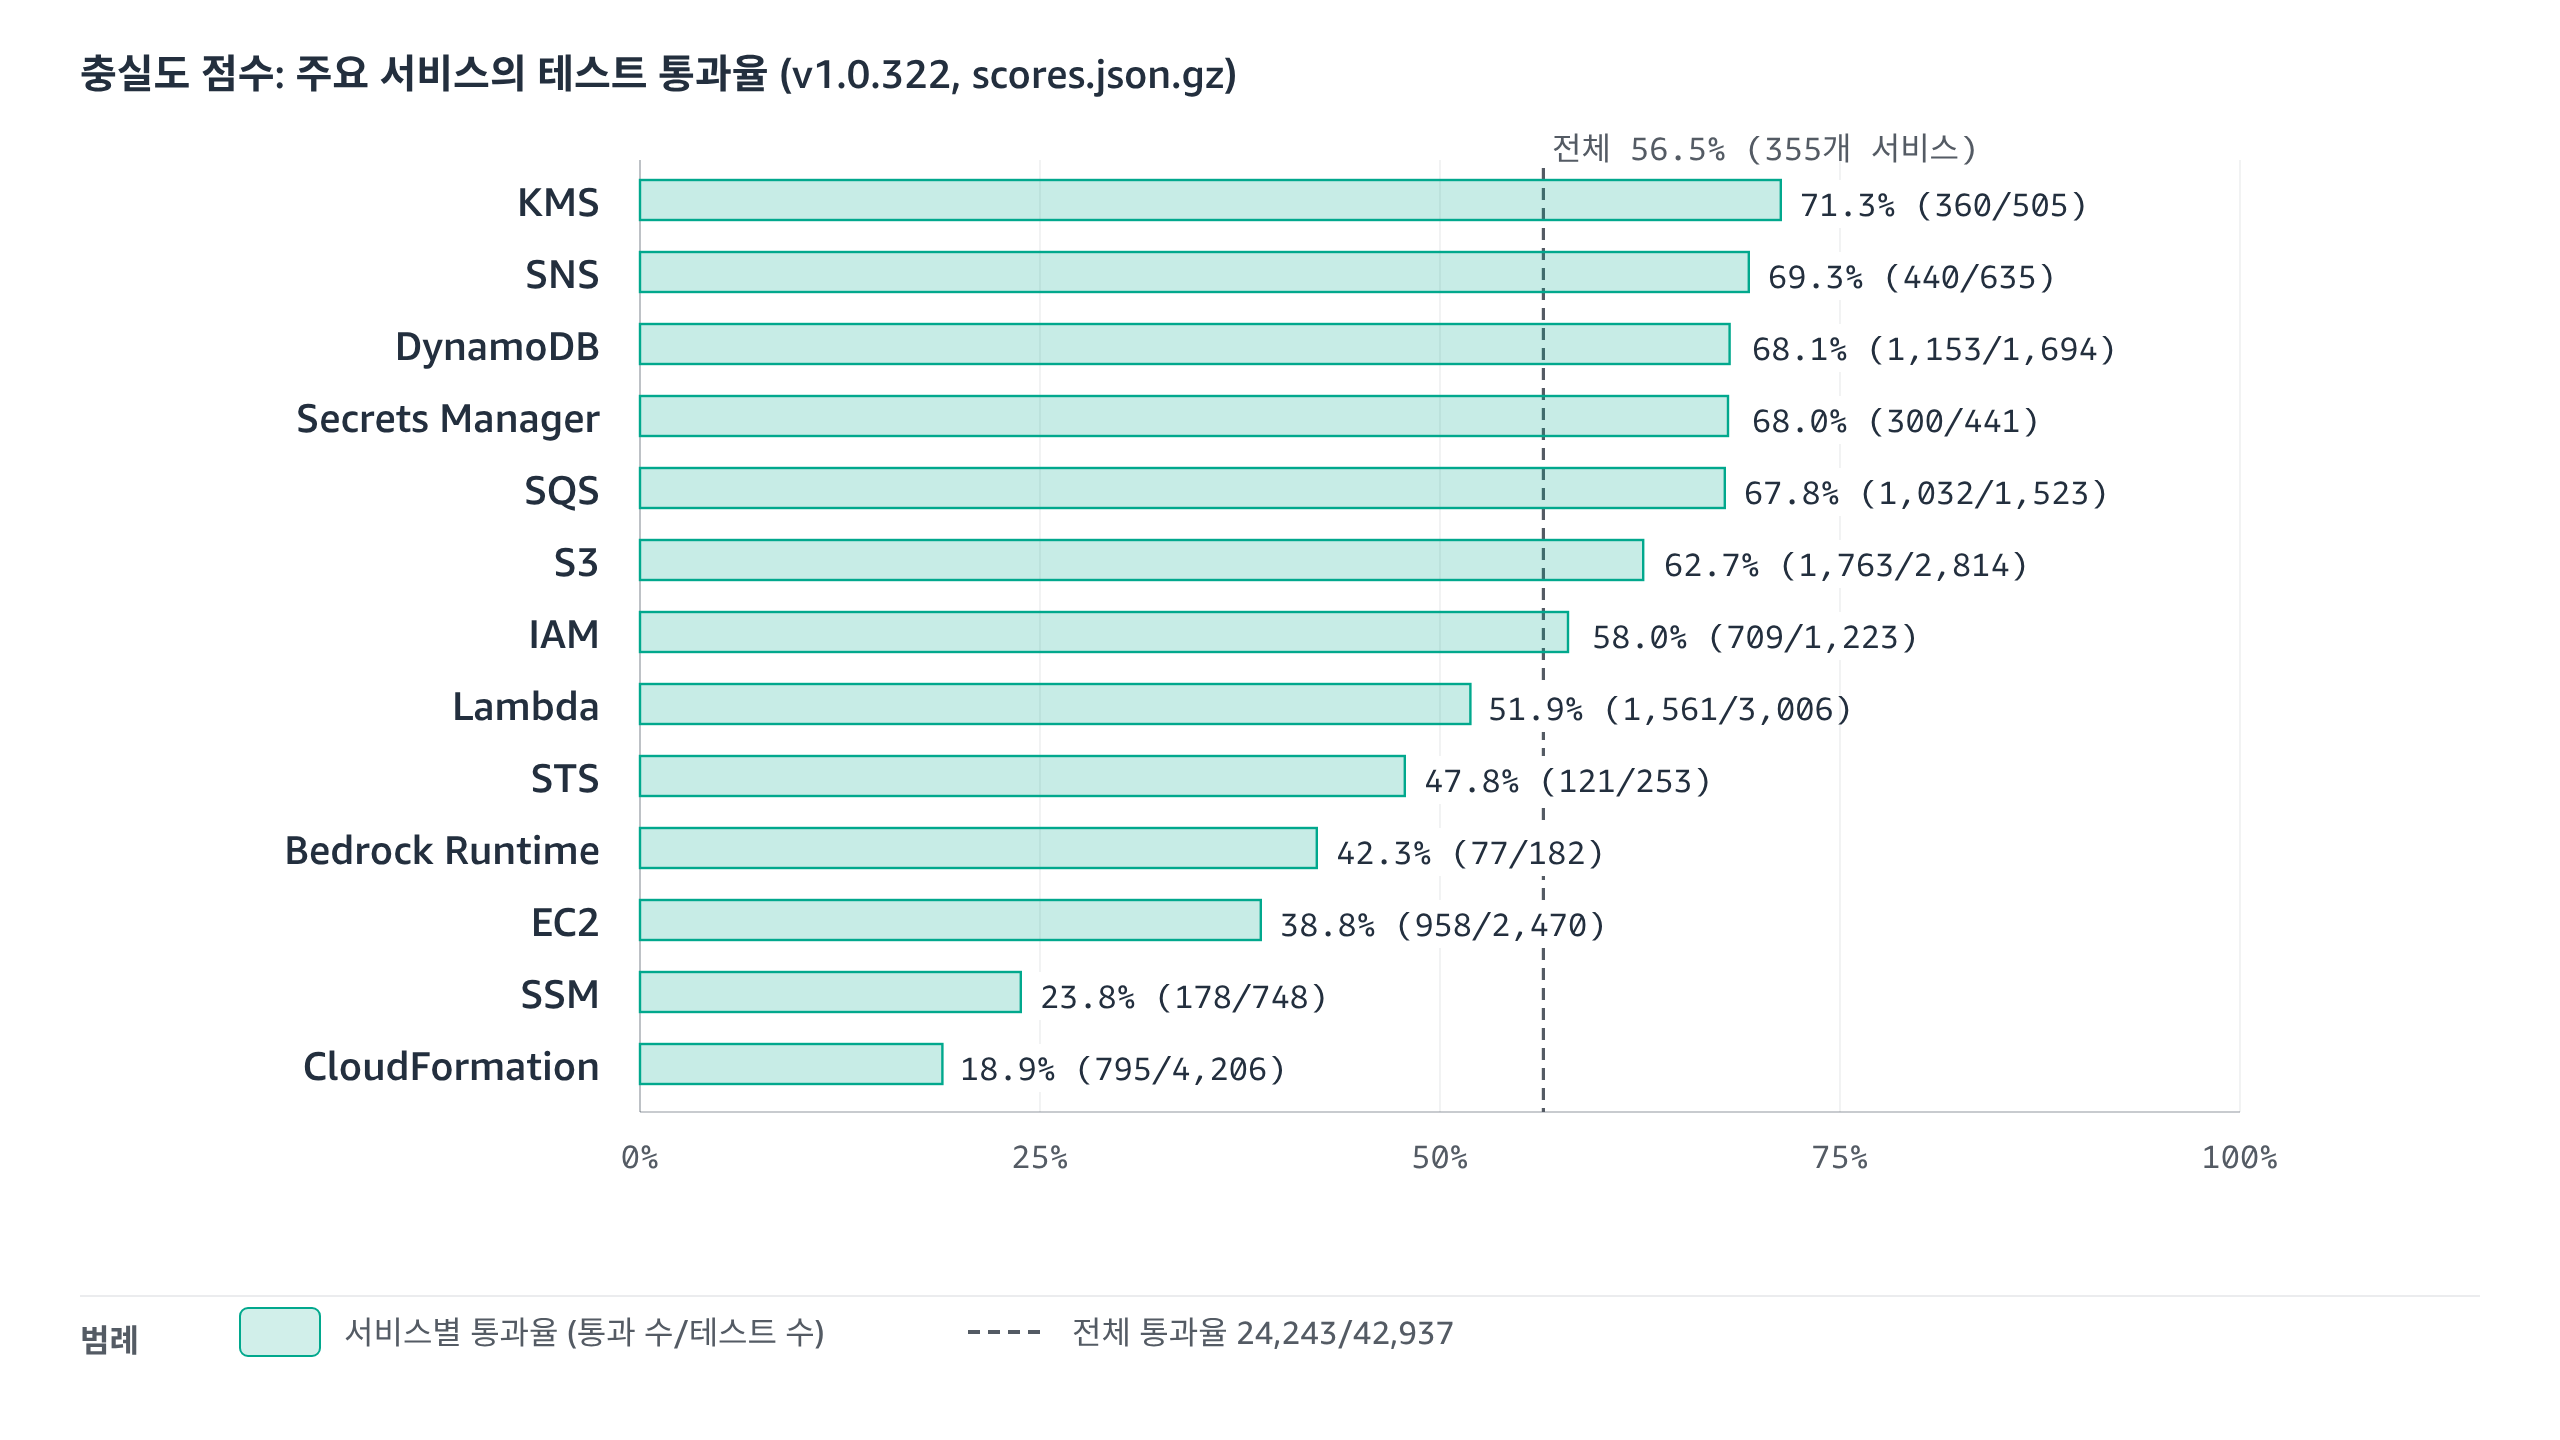 충실도 점수: 주요 서비스의 테스트 통과율 (v1.0.322, scores.json.gz)
전체 56.5% (355개 서비스)
KMS 71.3% (360/505)
SNS 69.3% (440/635)
DynamoDB 68.1% (1,153/1,694)
Secrets Manager 68.0% (300/441)
SQS 67.8% (1,032/1,523)
S3 62.7% (1,763/2,814)
IAM 58.0% (709/1,223)
Lambda 51.9% (1,561/3,006)
STS 47.8% (121/253)
Bedrock Runtime 42.3% (77/182)
EC2 38.8% (958/2,470)
SSM 23.8% (178/748)
CloudFormation 18.9% (795/4,206)
0% 25% 50% 75% 100%
범례 서비스별 통과율 (통과 수/테스트 수) 전체 통과율 24,243/42,937